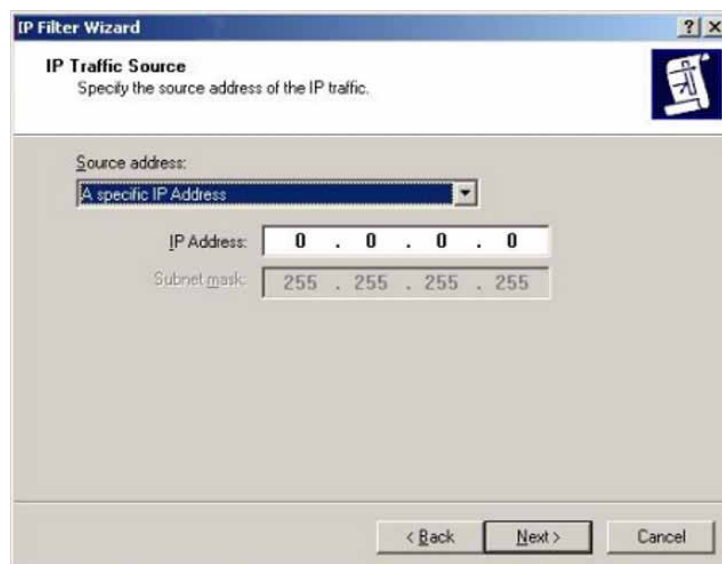 IP Filter Wizard
IP Traffic Source
Specify the source address of the IP traffic.
Source address:
A specific IP Address
IP Address: 0 . 0 . 0 . 0
Subnet mask: 255 . 255 . 255 . 255
< Back Next > Cancel